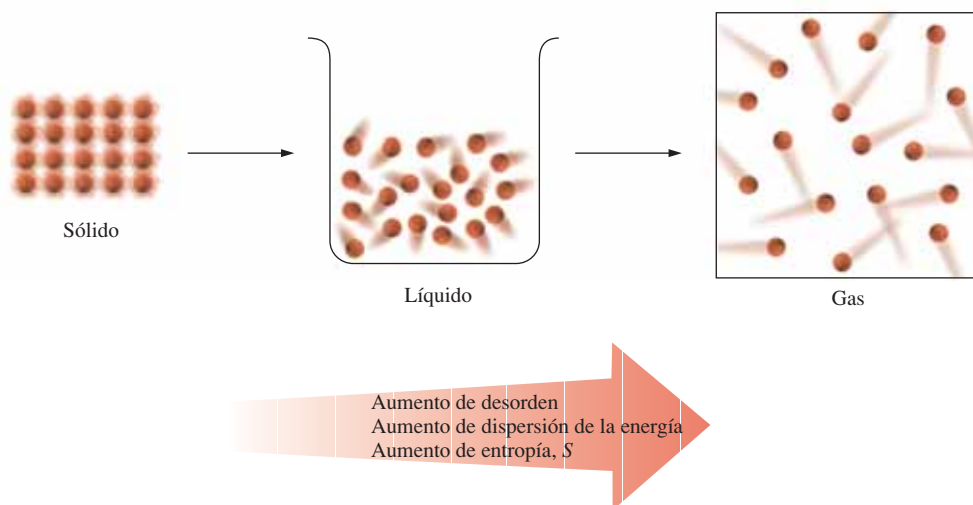 Sólido
Líquido
Gas
Aumento de desorden
Aumento de dispersión de la energía
Aumento de entropía, S